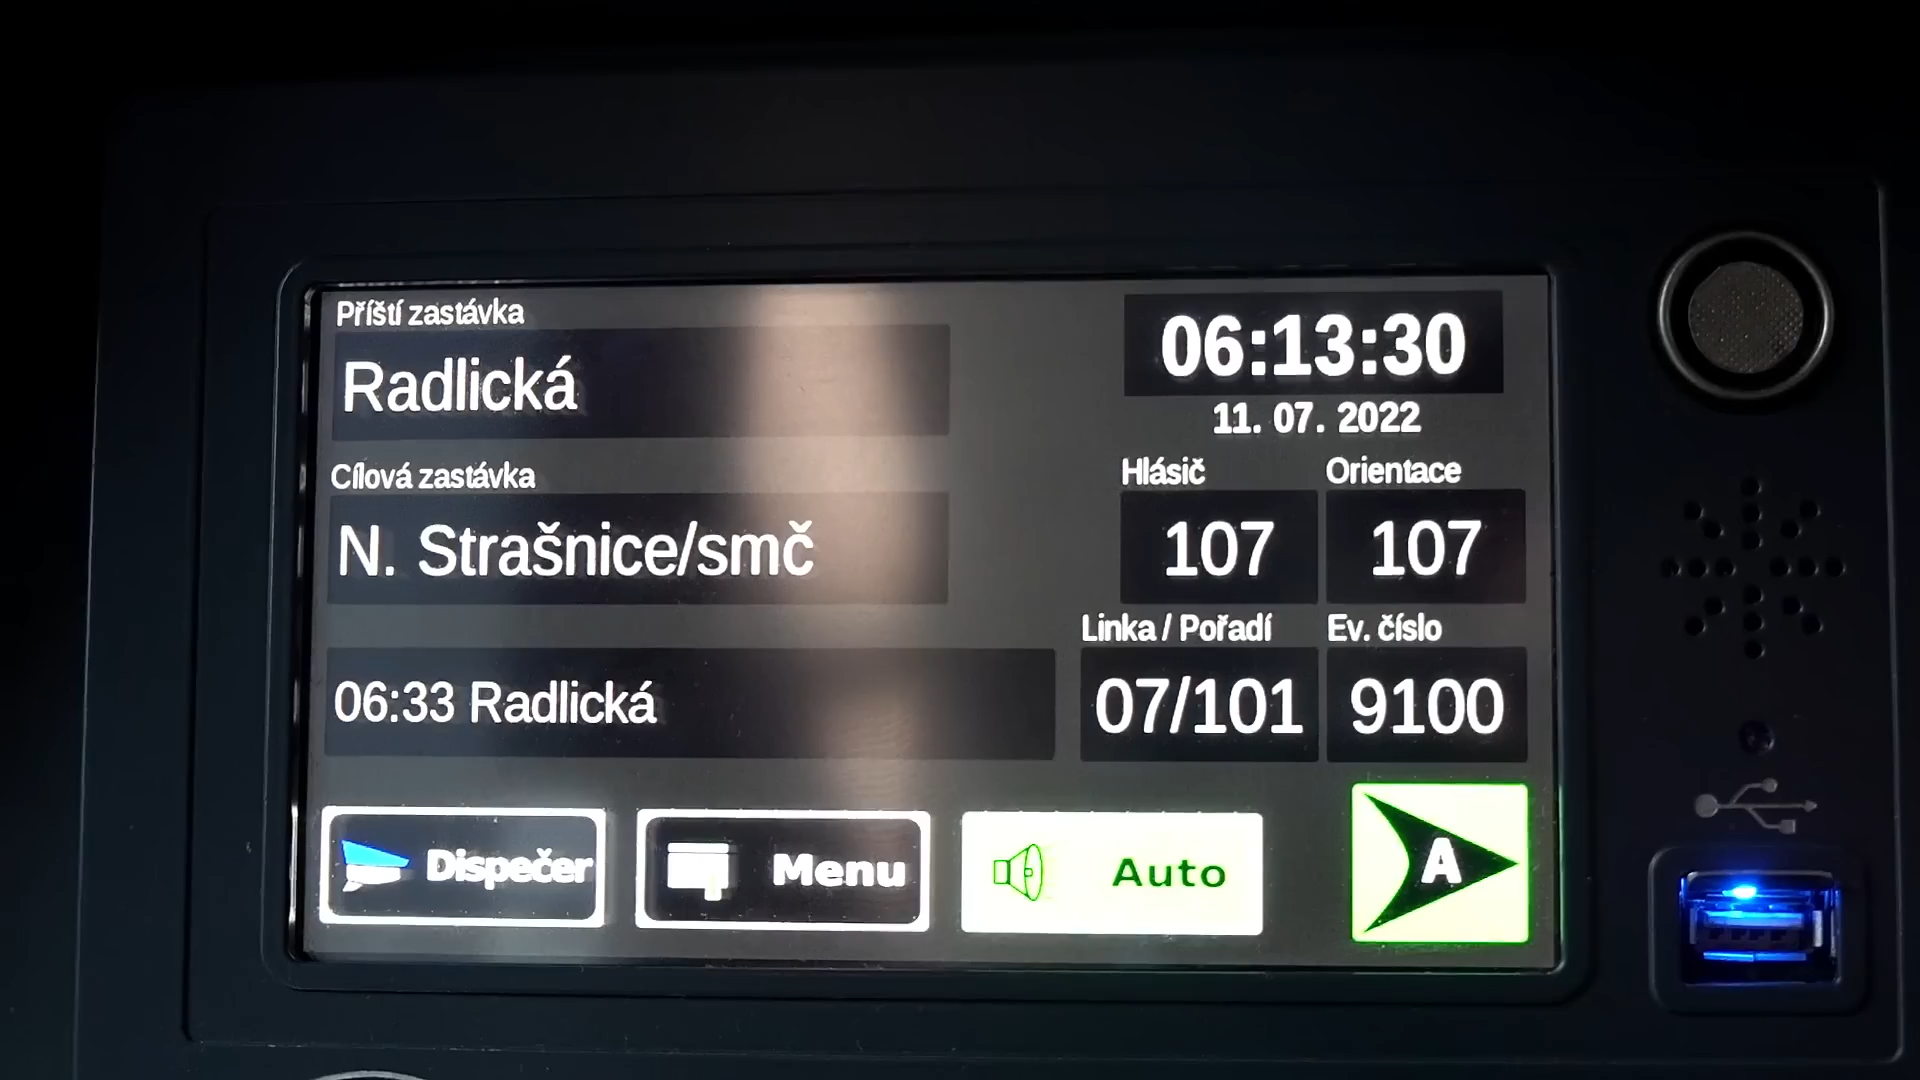 Příští zastávka
Radlická
06:13:30
11. 07. 2022
Cílová zastávka
N. Strašnice/smč
Hlásič
107
Orientace
107
06:33 Radlická
Linka / Pořadí
07/101
Ev. číslo
9100
Dispečer
Menu
Auto
A